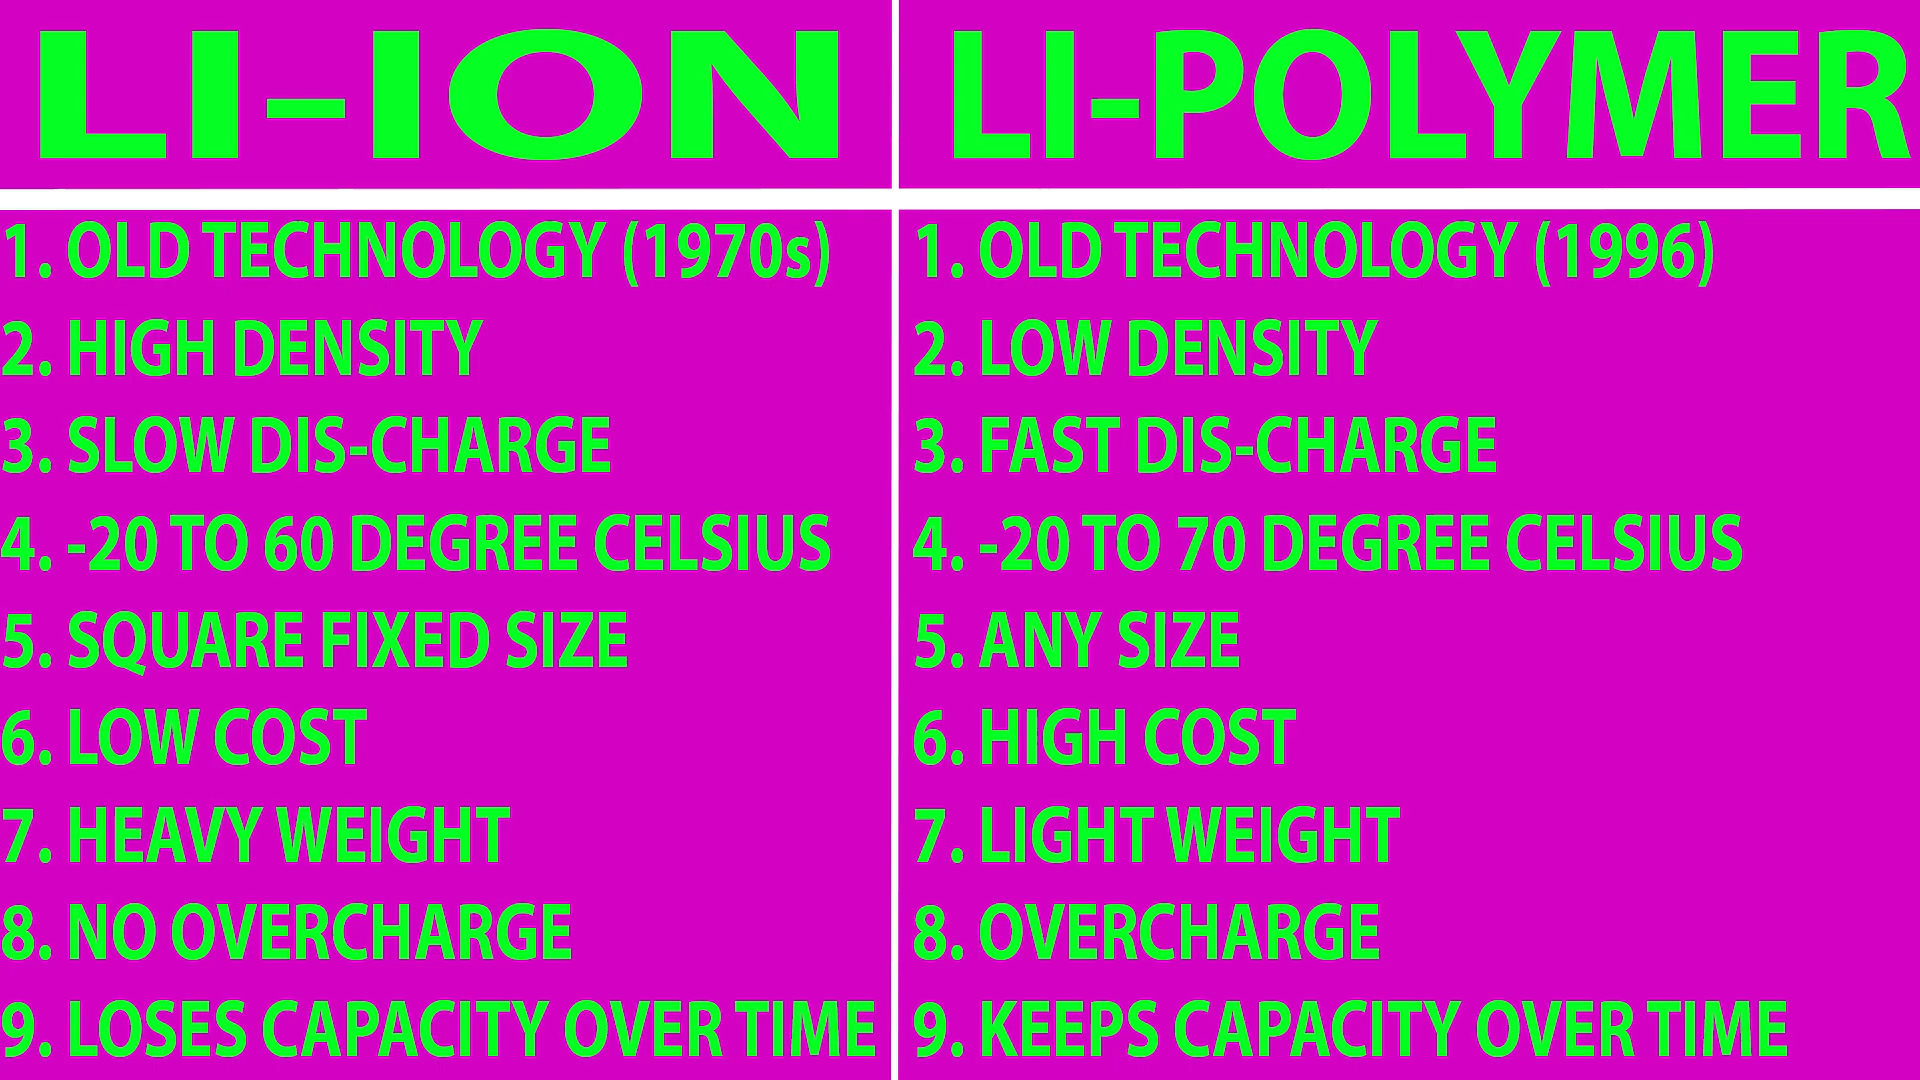 LI-ION
1. OLD TECHNOLOGY (1970s)
2. HIGH DENSITY
3. SLOW DIS-CHARGE
4. -20 TO 60 DEGREE CELSIUS
5. SQUARE FIXED SIZE
6. LOW COST
7. HEAVY WEIGHT
8. NO OVERCHARGE
9. LOSES CAPACITY OVER TIME
LI-POLYMER
1. OLD TECHNOLOGY (1996)
2. LOW DENSITY
3. FAST DIS-CHARGE
4. -20 TO 70 DEGREE CELSIUS
5. ANY SIZE
6. HIGH COST
7. LIGHT WEIGHT
8. OVERCHARGE
9. KEEPS CAPACITY OVER TIME